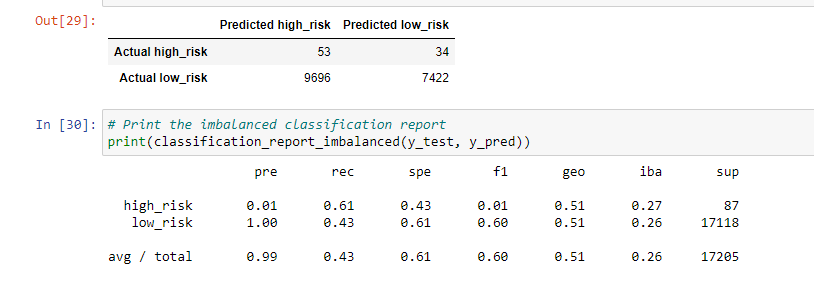 Out[29]:
Predicted high_risk Predicted low_risk
Actual high_risk 53 34
Actual low_risk 9696 7422
In [30]: # Print the imbalanced classification report
print(classification_report_imbalanced(y_test, y_pred))
pre rec spe f1 geo iba sup
high_risk 0.01 0.61 0.43 0.01 0.51 0.27 87
low_risk 1.00 0.43 0.61 0.60 0.51 0.26 17118
avg / total 0.99 0.43 0.61 0.60 0.51 0.26 17205